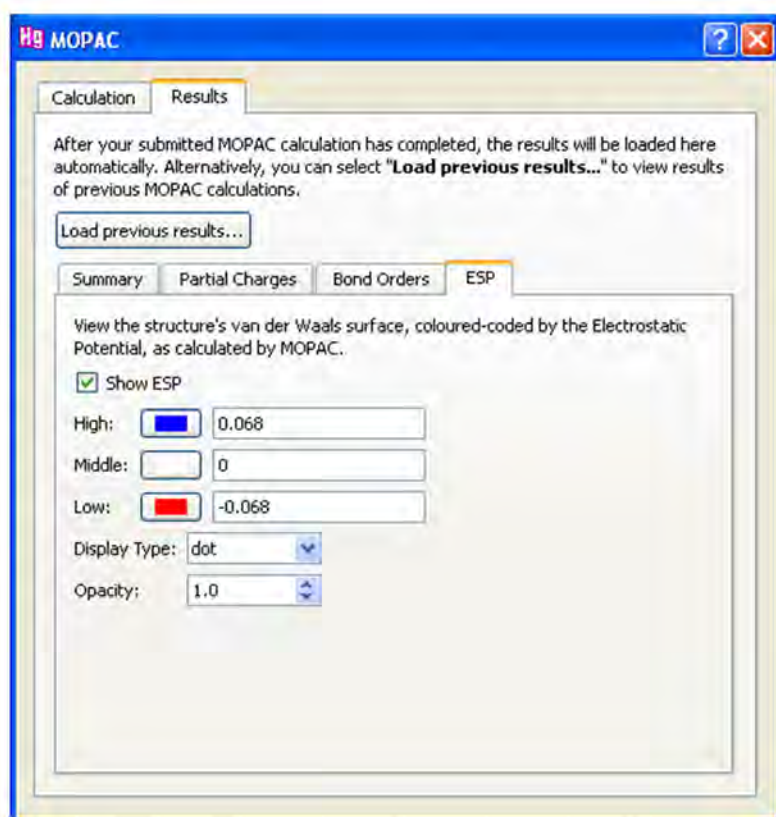 Hg MOPAC
? X
Calculation Results
After your submitted MOPAC calculation has completed, the results will be loaded here
automatically. Alternatively, you can select "Load previous results..." to view results
of previous MOPAC calculations.
Load previous results...
Summary Partial Charges Bond Orders ESP
View the structure's van der Waals surface, coloured-coded by the Electrostatic
Potential, as calculated by MOPAC.
Show ESP
High: 0.068
Middle: 0
Low: -0.068
Display Type: dot
Opacity: 1.0